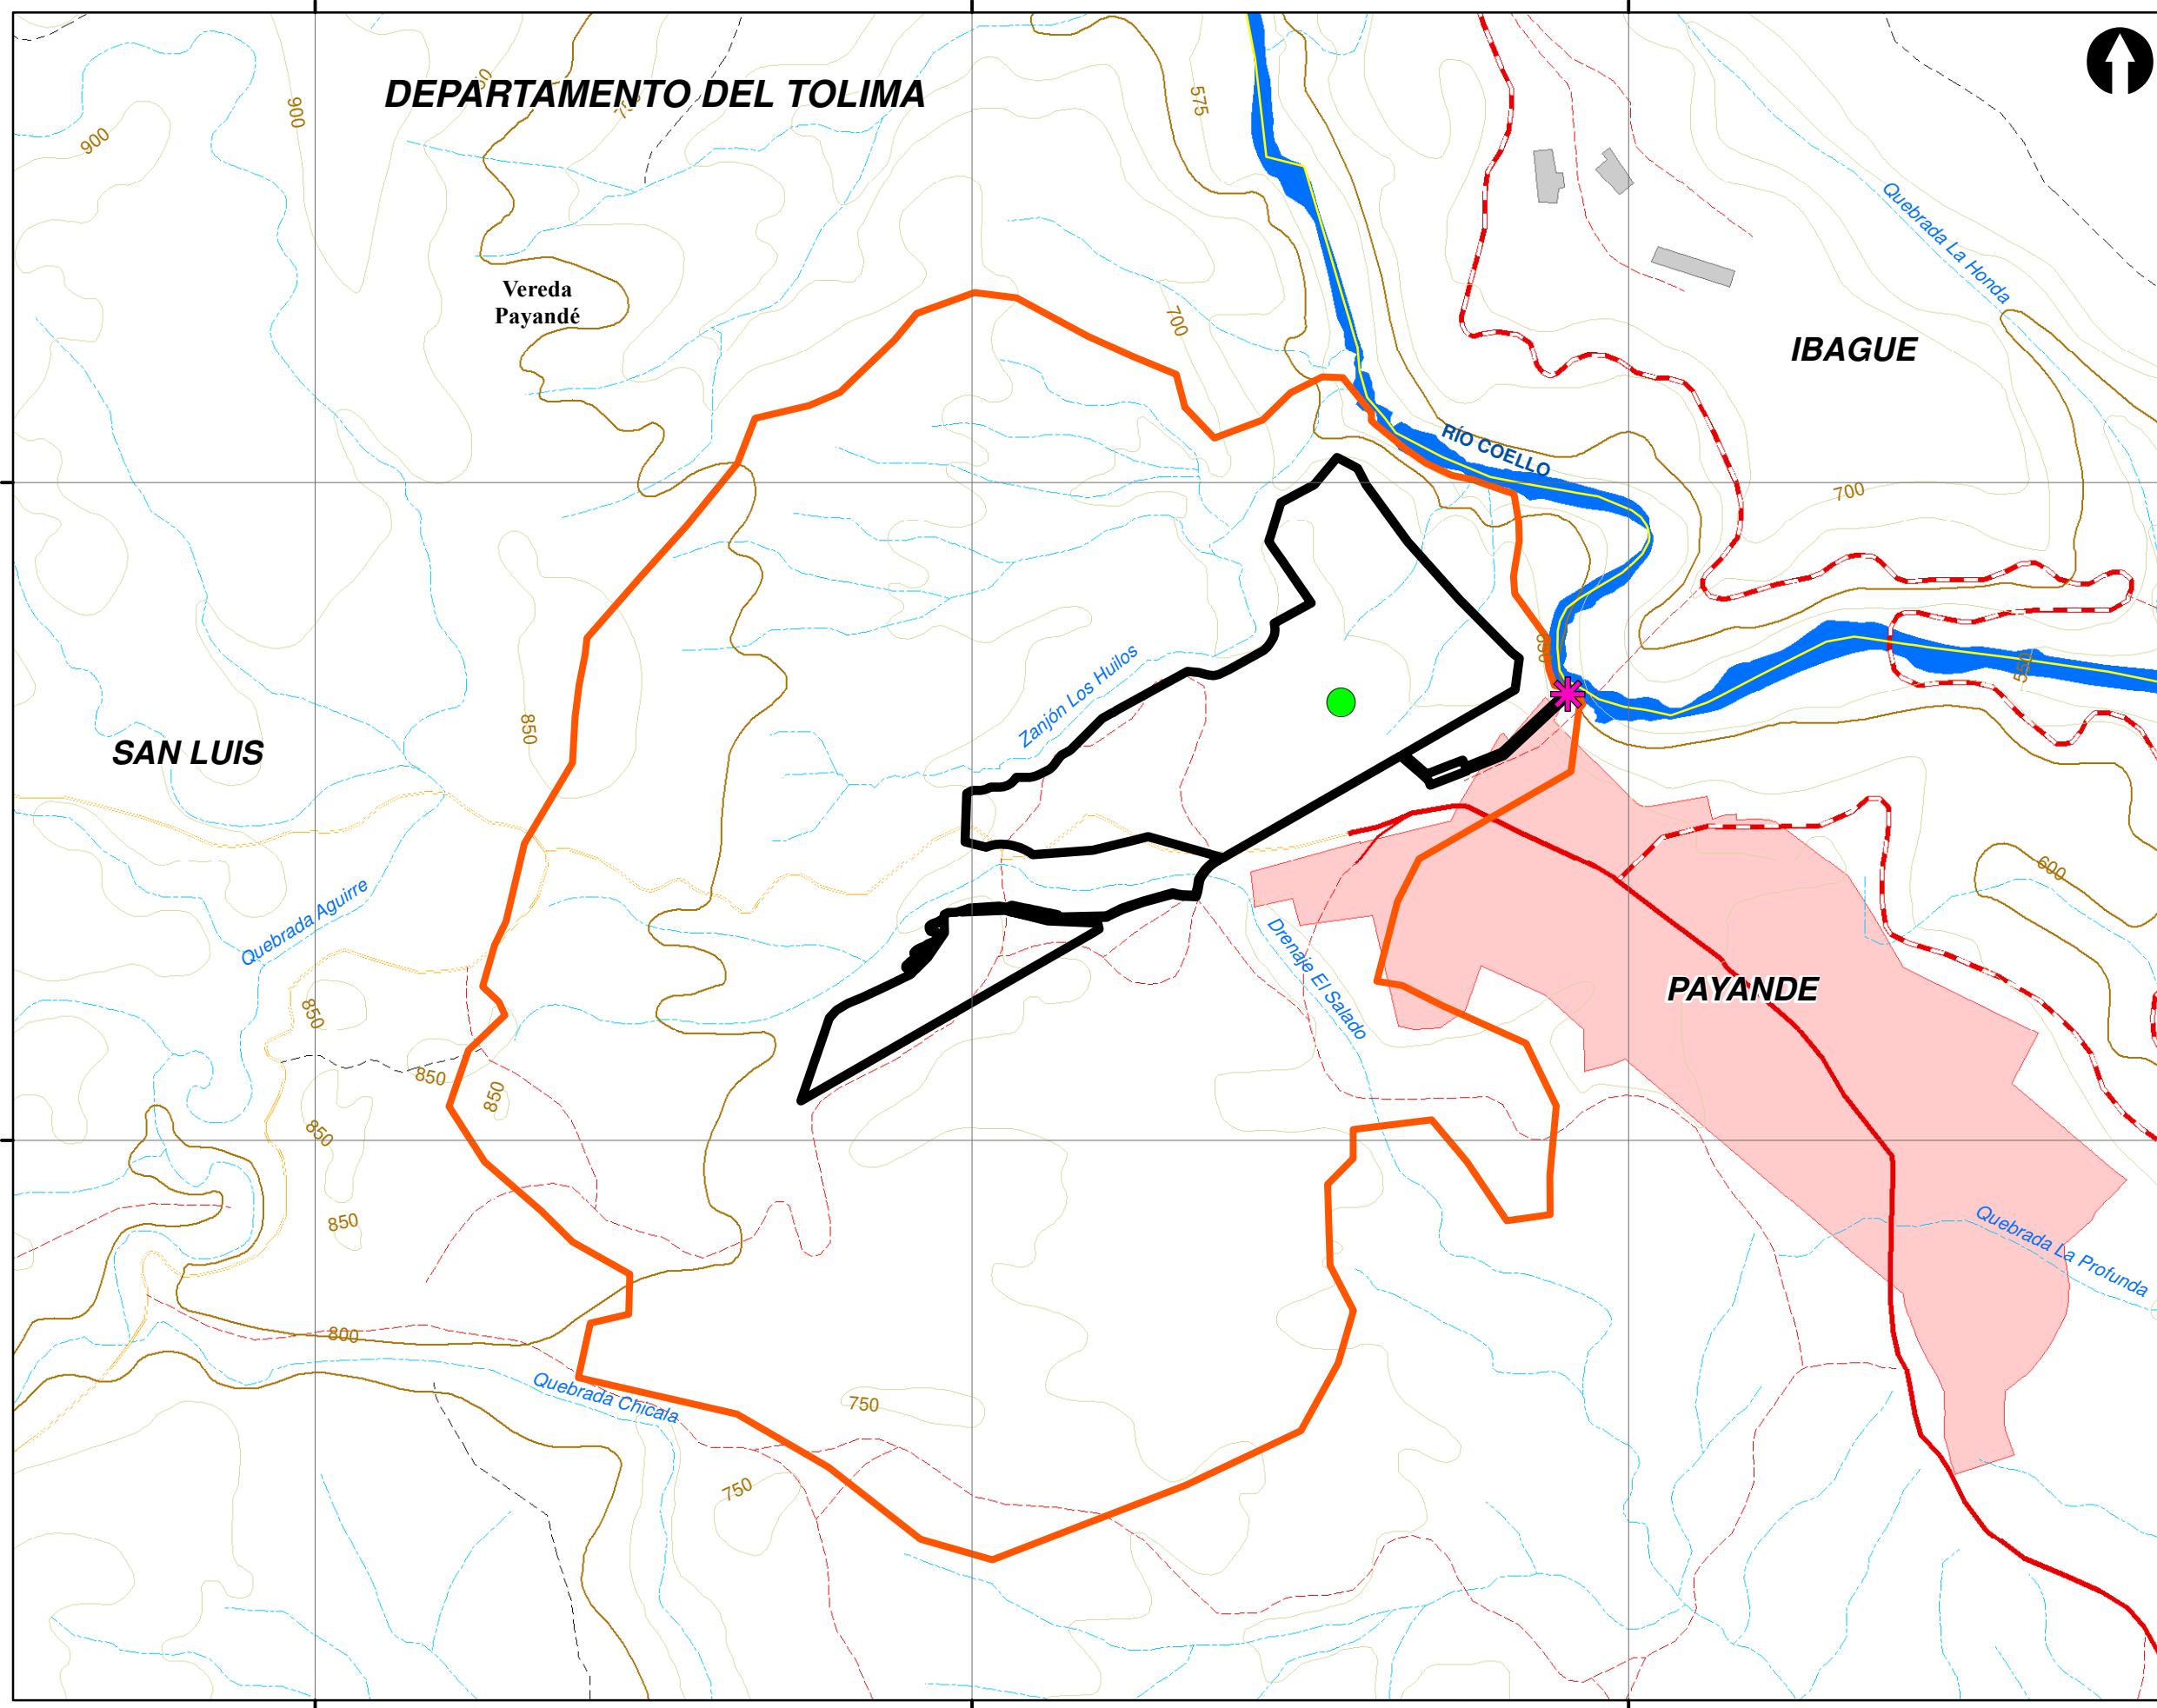 DEPARTAMENTO DEL TOLIMA
900
900
575
Quebrada La Honda
Vereda
Payandé
700
IBAGUE
RÍO COELLO
700
Zanjón Los Huilos
SAN LUIS
850
550
600
Quebrada Aguirre
Drenaje El Salado
PAYANDE
850
850
850
850
850
Quebrada La Profunda
800
Quebrada Chicala
750
750